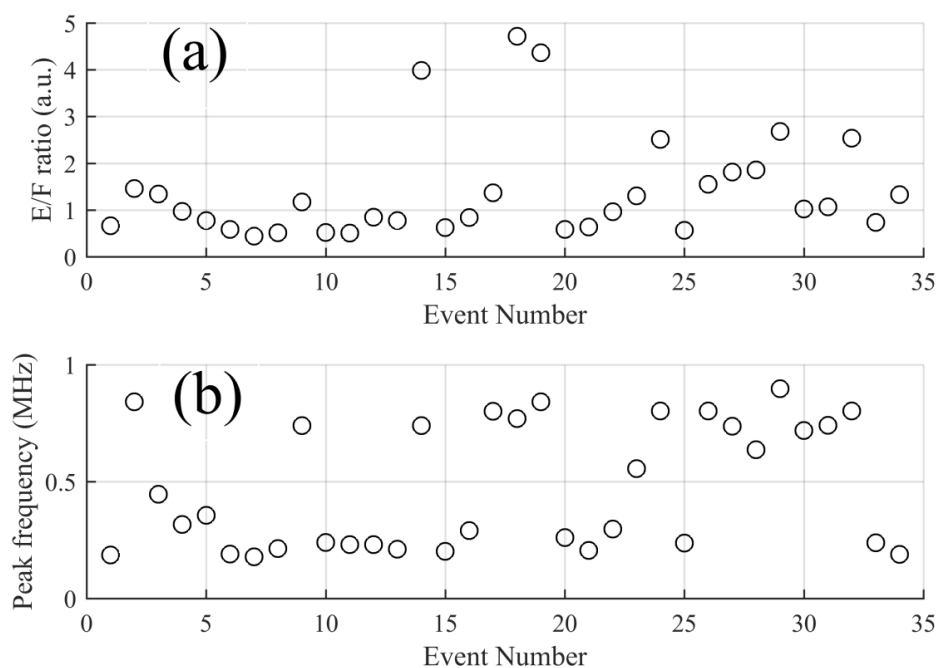 (a)
E/F ratio (a.u.)
5
4
3
2
1
0
0 5 10 15 20 25 30 35
Event Number
(b)
Peak frequency (MHz)
1
0.5
0
0 5 10 15 20 25 30 35
Event Number